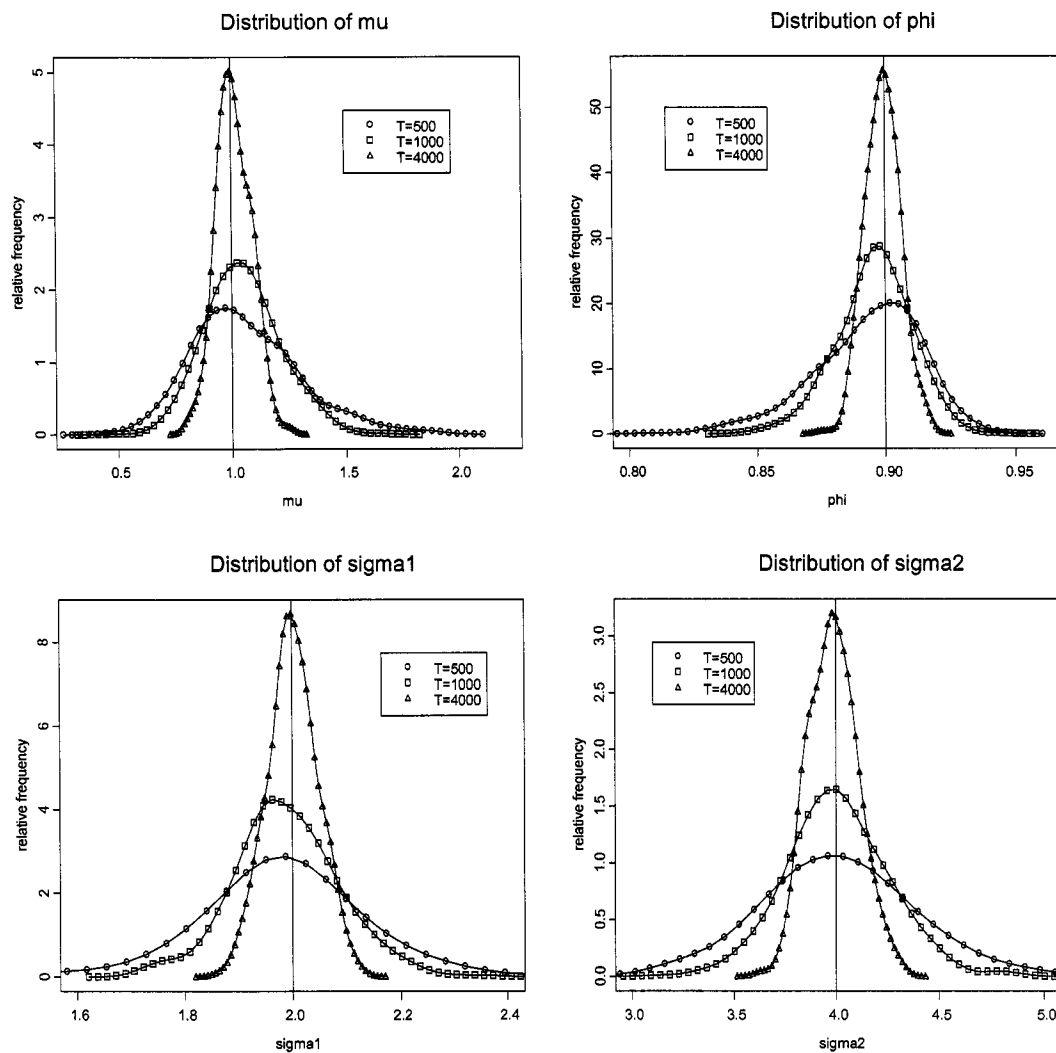 Distribution of mu
relative frequency
0 1 2 3 4 5
T=500
T=1000
T=4000
0.5 1.0 1.5 2.0
mu
Distribution of phi
relative frequency
0 10 20 30 40 50
T=500
T=1000
T=4000
0.80 0.85 0.90 0.95
phi
Distribution of sigma1
relative frequency
0 2 4 6 8
T=500
T=1000
T=4000
1.6 1.8 2.0 2.2 2.4
sigma1
Distribution of sigma2
relative frequency
0.0 0.5 1.0 1.5 2.0 2.5 3.0
T=500
T=1000
T=4000
3.0 3.5 4.0 4.5 5.0
sigma2